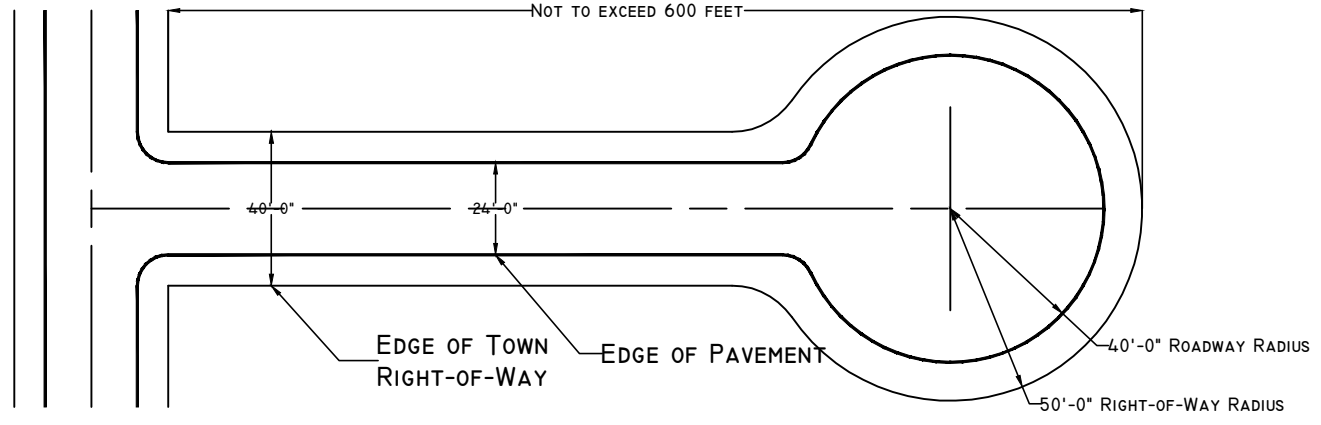 NOT TO EXCEED 600 FEET
40'-0"
24'-0"
EDGE OF TOWN
RIGHT-OF-WAY
EDGE OF PAVEMENT
40'-0" ROADWAY RADIUS
50'-0" RIGHT-OF-WAY RADIUS